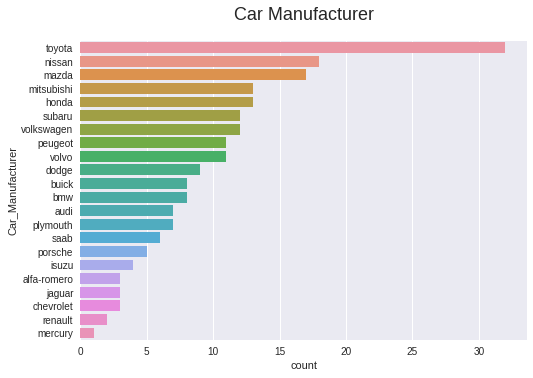 Car Manufacturer
toyota
nissan
mazda
mitsubishi
honda
subaru
volkswagen
peugeot
volvo
dodge
buick
bmw
audi
plymouth
saab
porsche
isuzu
alfa-romero
jaguar
chevrolet
renault
mercury
Car_Manufacturer
0 5 10 15 20 25 30
count